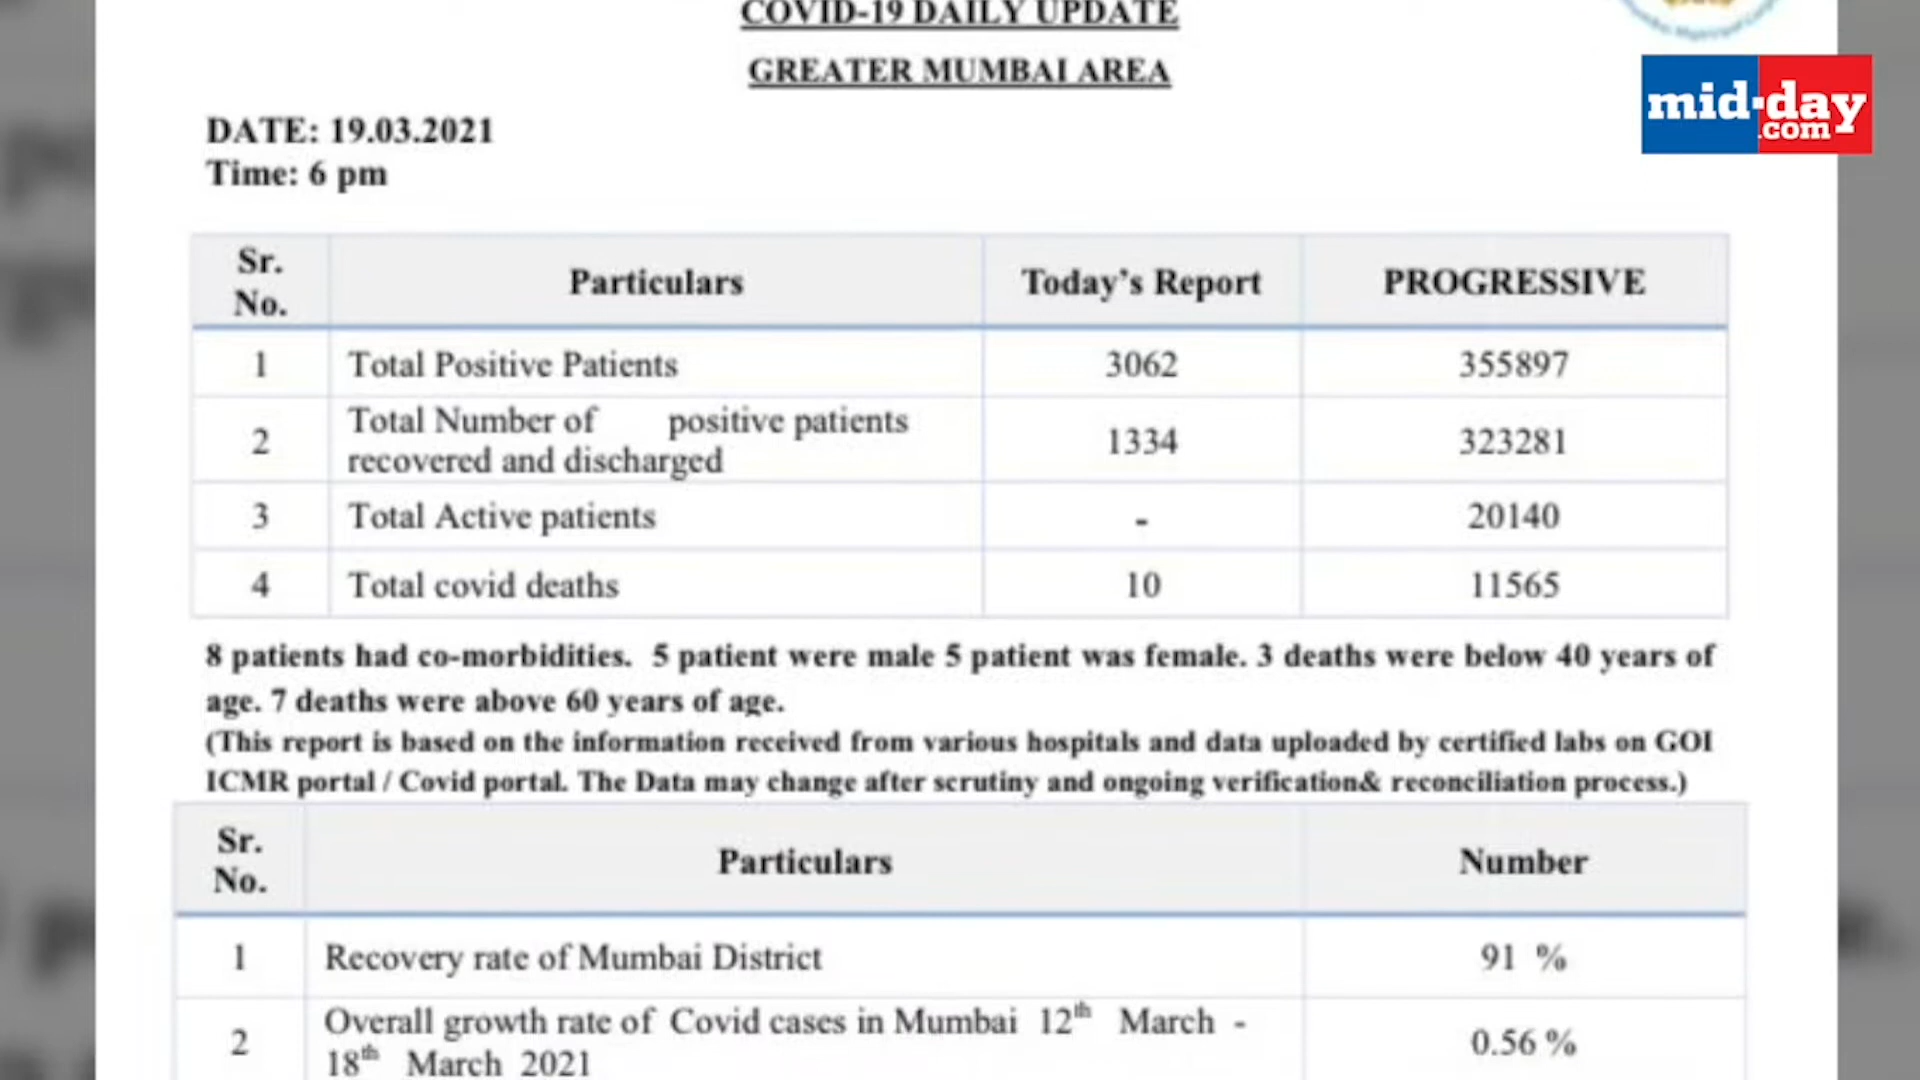 COVID-19 DAILY UPDATE
GREATER MUMBAI AREA
mid-day
.com
DATE: 19.03.2021
Time: 6 pm
Sr. No. Particulars Today's Report PROGRESSIVE
1 Total Positive Patients 3062 355897
2 Total Number of positive patients recovered and discharged 1334 323281
3 Total Active patients - 20140
4 Total covid deaths 10 11565
8 patients had co-morbidities. 5 patient were male 5 patient was female. 3 deaths were below 40 years of
age. 7 deaths were above 60 years of age.
(This report is based on the information received from various hospitals and data uploaded by certified labs on GOI
ICMR portal / Covid portal. The Data may change after scrutiny and ongoing verification& reconciliation process.)
Sr. No. Particulars Number
1 Recovery rate of Mumbai District 91 %
2 Overall growth rate of Covid cases in Mumbai 12th March - 18th March 2021 0.56 %